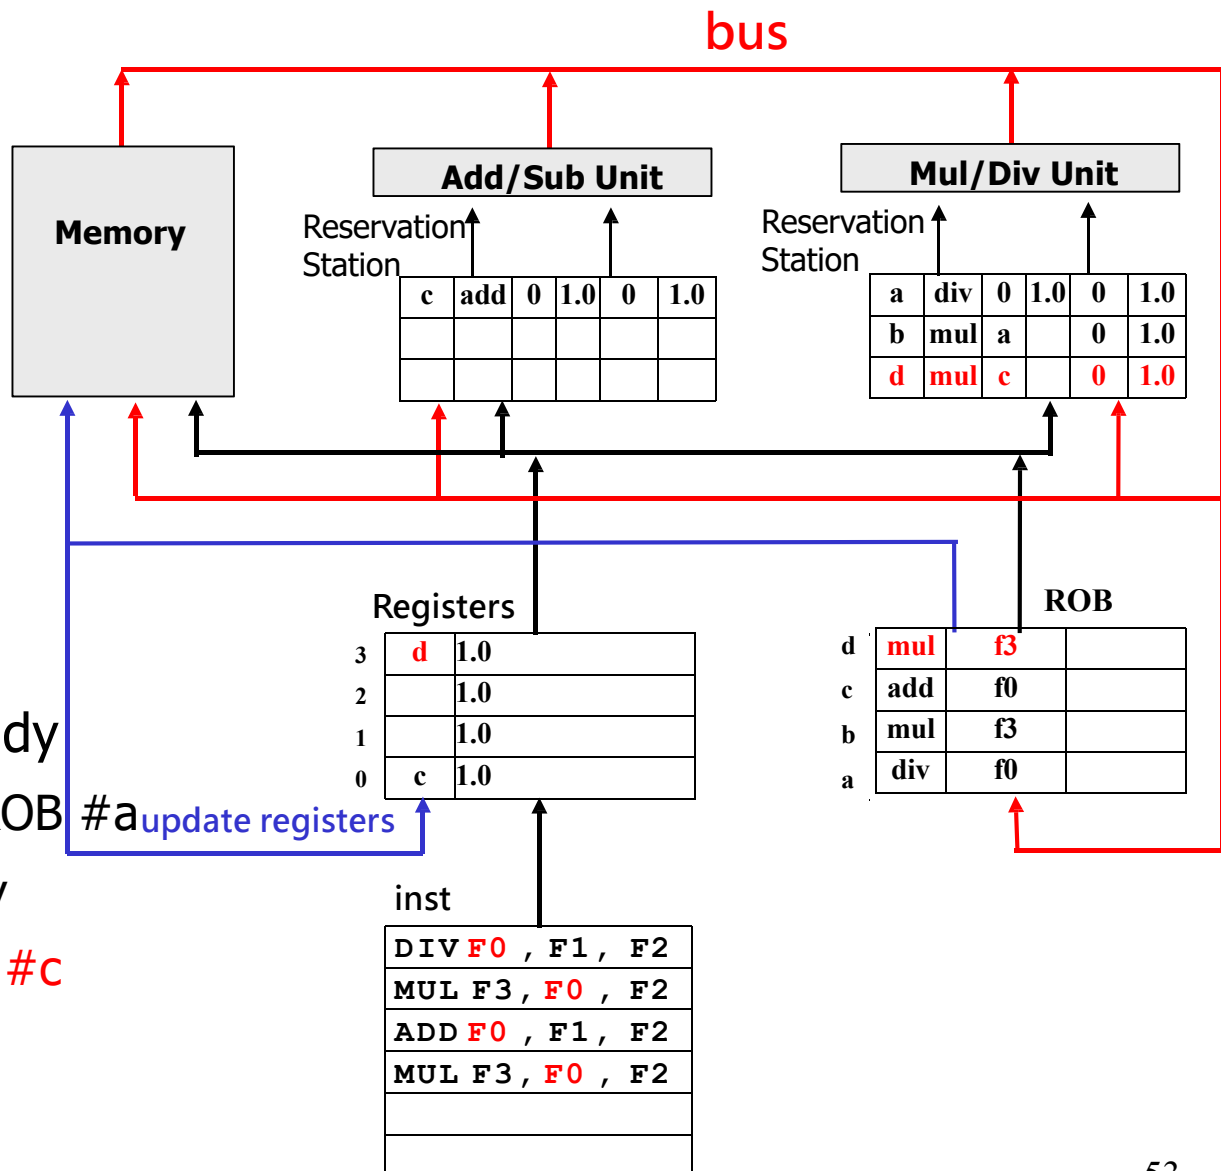 bus
Memory
Add/Sub Unit
Mul/Div Unit
Reservation
Station
Reservation
Station
c add 0 1.0 0 1.0
a div 0 1.0 0 1.0
b mul a 0 1.0
d mul c 0 1.0
Registers
ROB
3 d 1.0
2 1.0
1 1.0
0 c 1.0
d mul f3
c add f0
b mul f3
a div f0
dy
OB #a
update registers
y
#c
inst
DIV F0 , F1 , F2
MUL F3 , F0 , F2
ADD F0 , F1 , F2
MUL F3 , F0 , F2